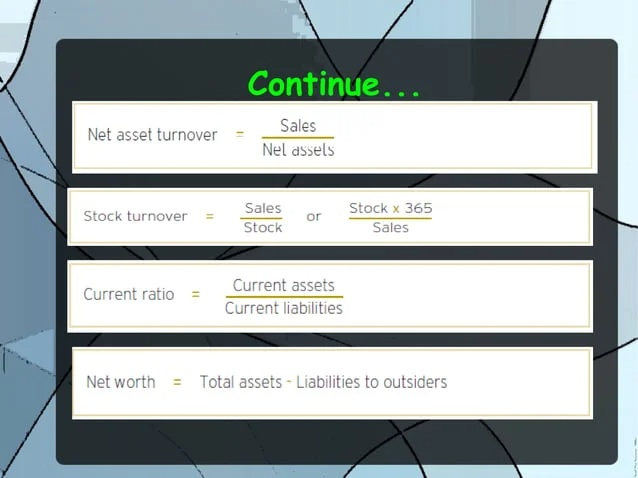 Continue...
Net asset turnover = Sales / Net assets
Stock turnover = Sales / Stock or Stock x 365 / Sales
Current ratio = Current assets / Current liabilities
Net worth = Total assets - Liabilities to outsiders